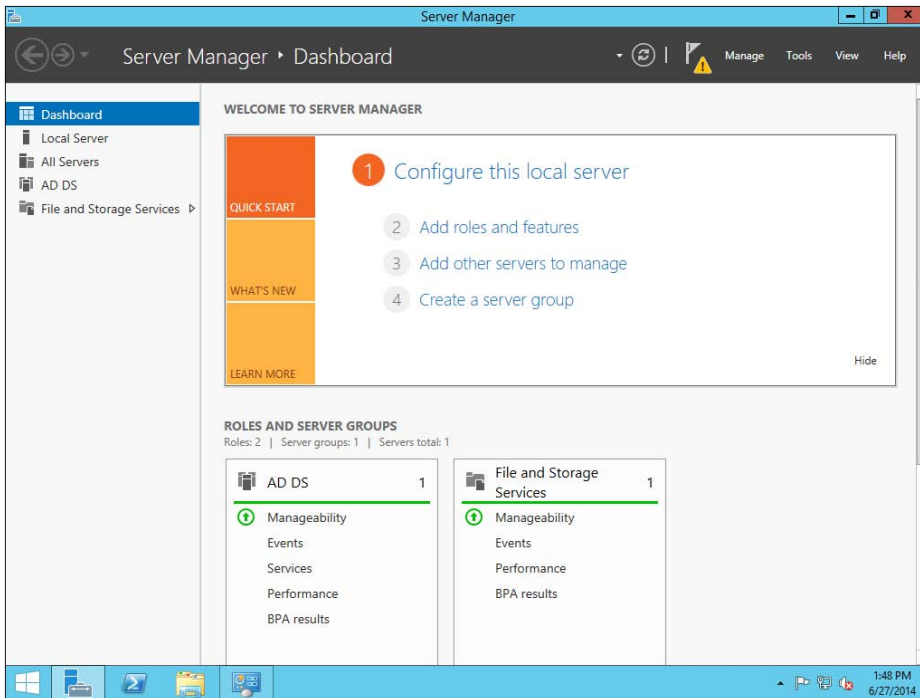 Server Manager
Server Manager ‣ Dashboard
Manage Tools View Help
Dashboard
Local Server
All Servers
AD DS
File and Storage Services
WELCOME TO SERVER MANAGER
QUICK START
WHAT'S NEW
LEARN MORE
1 Configure this local server
2 Add roles and features
3 Add other servers to manage
4 Create a server group
Hide
ROLES AND SERVER GROUPS
Roles: 2 | Server groups: 1 | Servers total: 1
AD DS 1
Manageability
Events
Services
Performance
BPA results
File and Storage
Services 1
Manageability
Events
Performance
BPA results
1:48 PM
6/27/2014